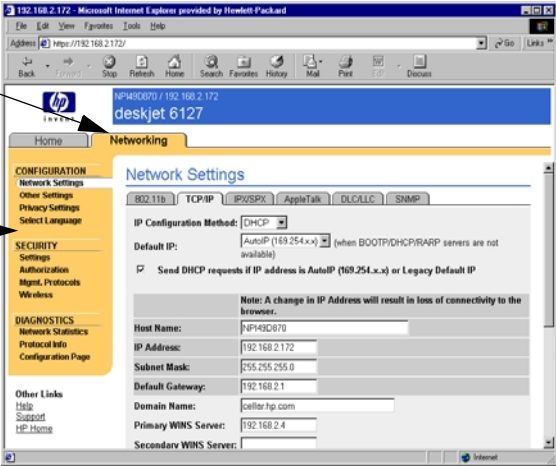 192.168.2.172 - Microsoft Internet Explorer provided by Hewlett-Packard
File Edit View Favorites Tools Help
Address https://192.168.2.172/ Go Links »
Back Forward Stop Refresh Home Search Favorites History Mail Print Edit Discuss
hp
invent
NPI49D870 / 192.168.2.172
deskjet 6127
Home Networking
CONFIGURATION
Network Settings
Other Settings
Privacy Settings
Select Language
SECURITY
Settings
Authorization
Mgmt. Protocols
Wireless
DIAGNOSTICS
Network Statistics
Protocol Info
Configuration Page
Other Links
Help
Support
HP Home
Network Settings
802.11b TCP/IP IPX/SPX AppleTalk DLC/LLC SNMP
IP Configuration Method: DHCP
Default IP: AutoIP (169.254.x.x) (when BOOTP/DHCP/RARP servers are not
available)
Send DHCP requests if IP address is AutoIP (169.254.x.x) or Legacy Default IP
Note: A change in IP Address will result in loss of connectivity to the
browser.
Host Name: NPI49D870
IP Address: 192.168.2.172
Subnet Mask: 255.255.255.0
Default Gateway: 192.168.2.1
Domain Name: cellar.hp.com
Primary WINS Server: 192.168.2.4
Secondary WINS Server:
Internet